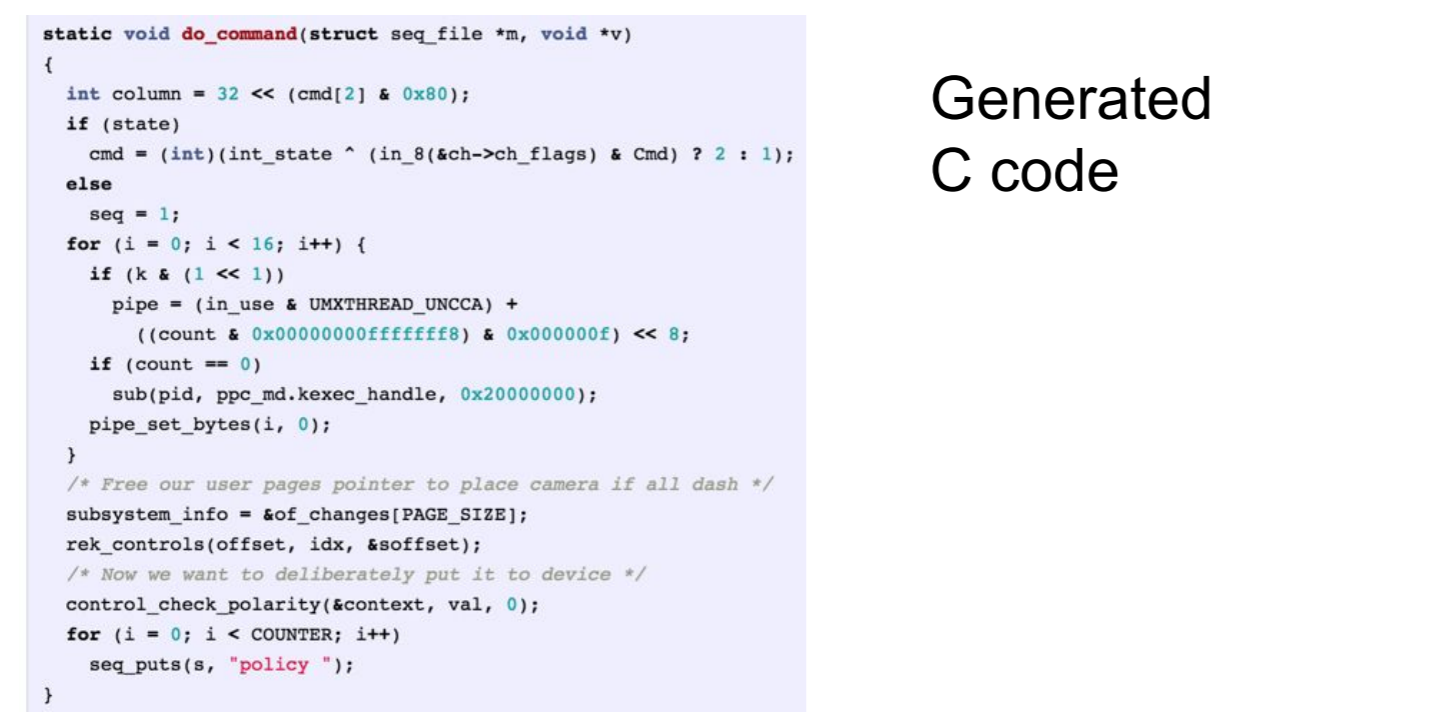 static void do_command(struct seq_file *m, void *v)
{
  int column = 32 << (cmd[2] & 0x80);
  if (state)
    cmd = (int)(int_state ^ (in_8(&ch->ch_flags) & Cmd) ? 2 : 1);
  else
    seq = 1;
  for (i = 0; i < 16; i++) {
    if (k & (1 << 1))
      pipe = (in_use & UMXTHREAD_UNCCA) +
        ((count & 0x00000000fffffff8) & 0x000000f) << 8;
    if (count == 0)
      sub(pid, ppc_md.kexec_handle, 0x20000000);
    pipe_set_bytes(i, 0);
  }
  /* Free our user pages pointer to place camera if all dash */
  subsystem_info = &of_changes[PAGE_SIZE];
  rek_controls(offset, idx, &soffset);
  /* Now we want to deliberately put it to device */
  control_check_polarity(&context, val, 0);
  for (i = 0; i < COUNTER; i++)
    seq_puts(s, "policy ");
}
Generated
C code